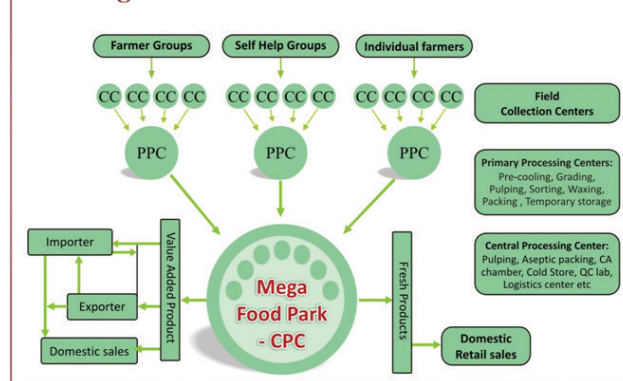 Farmer Groups
Self Help Groups
Individual farmers
CC CC CC CC
CC CC CC CC
CC CC CC CC
PPC
PPC
PPC
Field
Collection Centers
Primary Processing Centers:
Pre-cooling, Grading,
Pulping, Sorting, Waxing,
Packing , Temporary storage
Central Processing Center:
Pulping, Aseptic packing, CA
chamber, Cold Store, QC lab,
Logistics center etc
Importer
Exporter
Domestic sales
Value Added Product
Mega
Food Park
- CPC
Fresh Products
Domestic
Retail sales